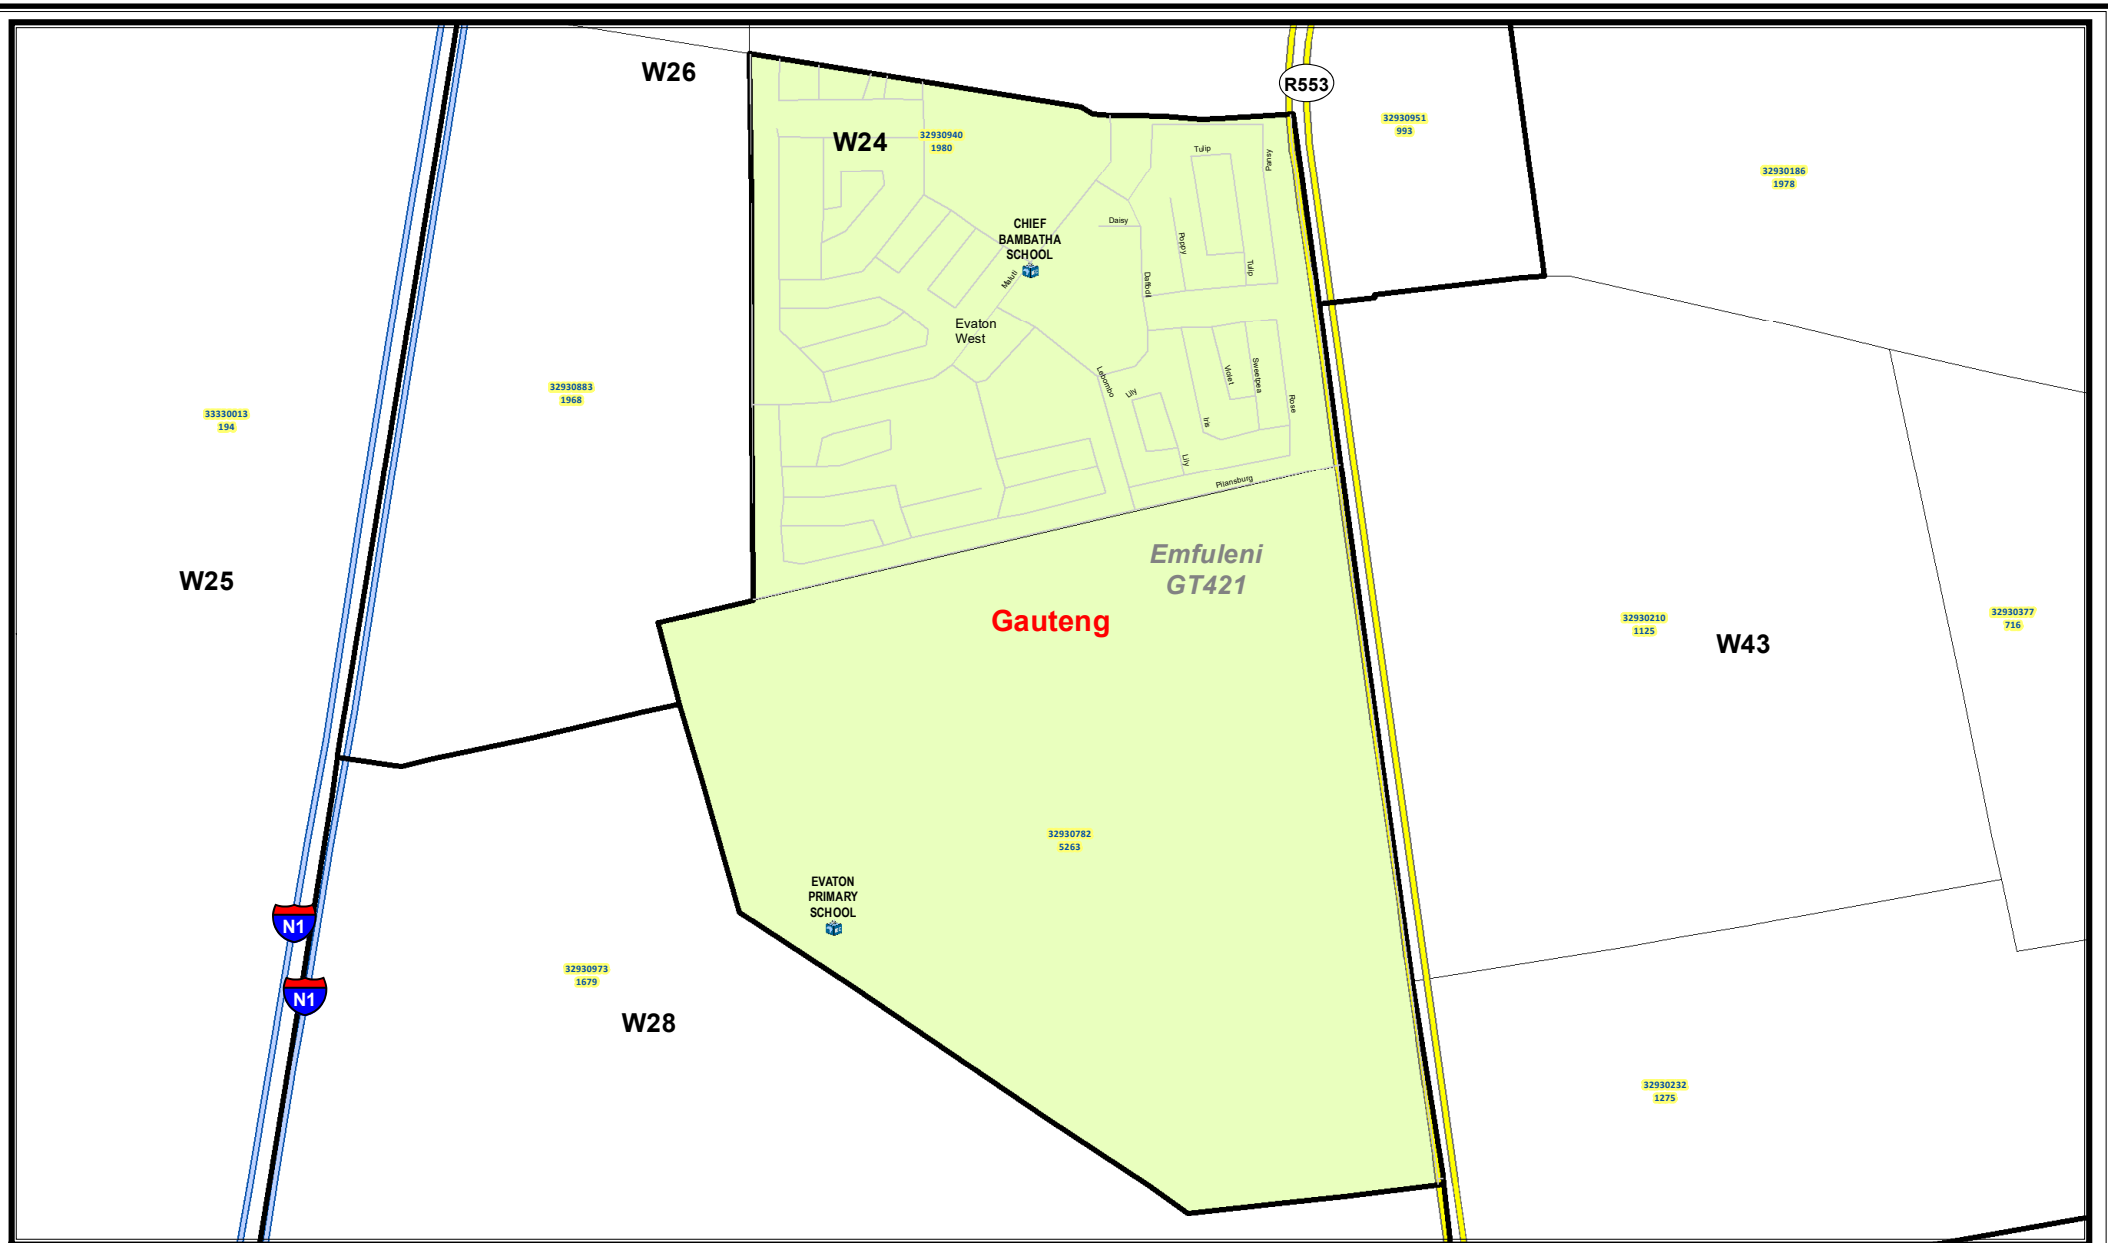 W26
R553
W24
32930940
1980
32930951
993
32930186
1978
Tulip
Pansy
CHIEF
BAMBATHA
SCHOOL
Daisy
Poppy
Tulip
Maluti
Daffodil
Evaton
West
Lebombo
Lily
Violet
Sweetpea
Rose
Iris
Lily
Pilansburg
32930883
1968
33330013
194
W25
Emfuleni
GT421
Gauteng
32930210
1125
W43
32930377
716
32930782
5263
EVATON
PRIMARY
SCHOOL
N1
N1
32930973
1679
W28
32930232
1275